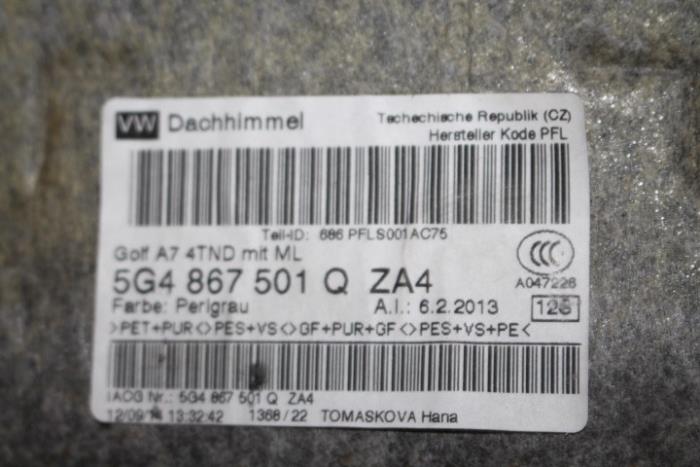 VW Dachhimmel
Tschechische Republik (CZ)
Hersteller Kode PFL
Teil-ID: 686 PFLS001AC75
Golf A7 4TND mit ML
5G4 867 501 Q ZA4
CCC
A047226
Farbe: Perlgrau
A.I.: 6.2.2013
126
>PET+PUR<>PES+VS<>GF+PUR+GF<>PES+VS+PE<
IACG Nr.: 5G4 867 501 Q ZA4
12/09/14 13:32:42 1368/22 TOMASKOVA Hana